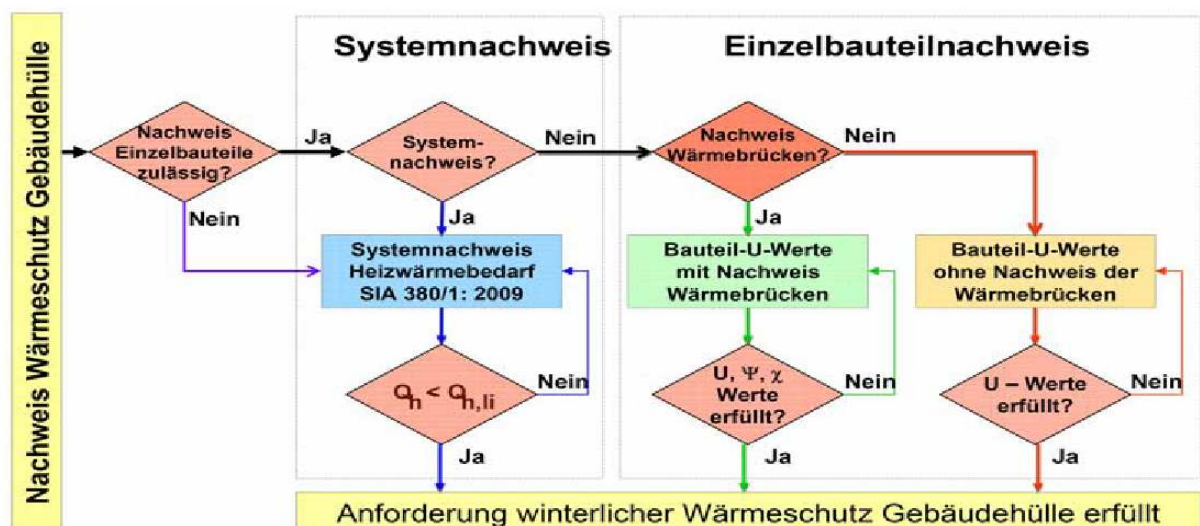 Nachweis Wärmeschutz Gebäudehülle
Systemnachweis
Einzelbauteilnachweis
Nachweis
Einzelbauteile
zulässig?
Ja
Nein
System-
nachweis?
Nein
Ja
Nachweis
Wärmebrücken?
Nein
Ja
Systemnachweis
Heizwärmebedarf
SIA 380/1: 2009
Bauteil-U-Werte
mit Nachweis
Wärmebrücken
Bauteil-U-Werte
ohne Nachweis der
Wärmebrücken
Qh < Qh,li
Nein
Ja
U, Ψ, χ
Werte
erfüllt?
Nein
Ja
U – Werte
erfüllt?
Nein
Ja
Anforderung winterlicher Wärmeschutz Gebäudehülle erfüllt